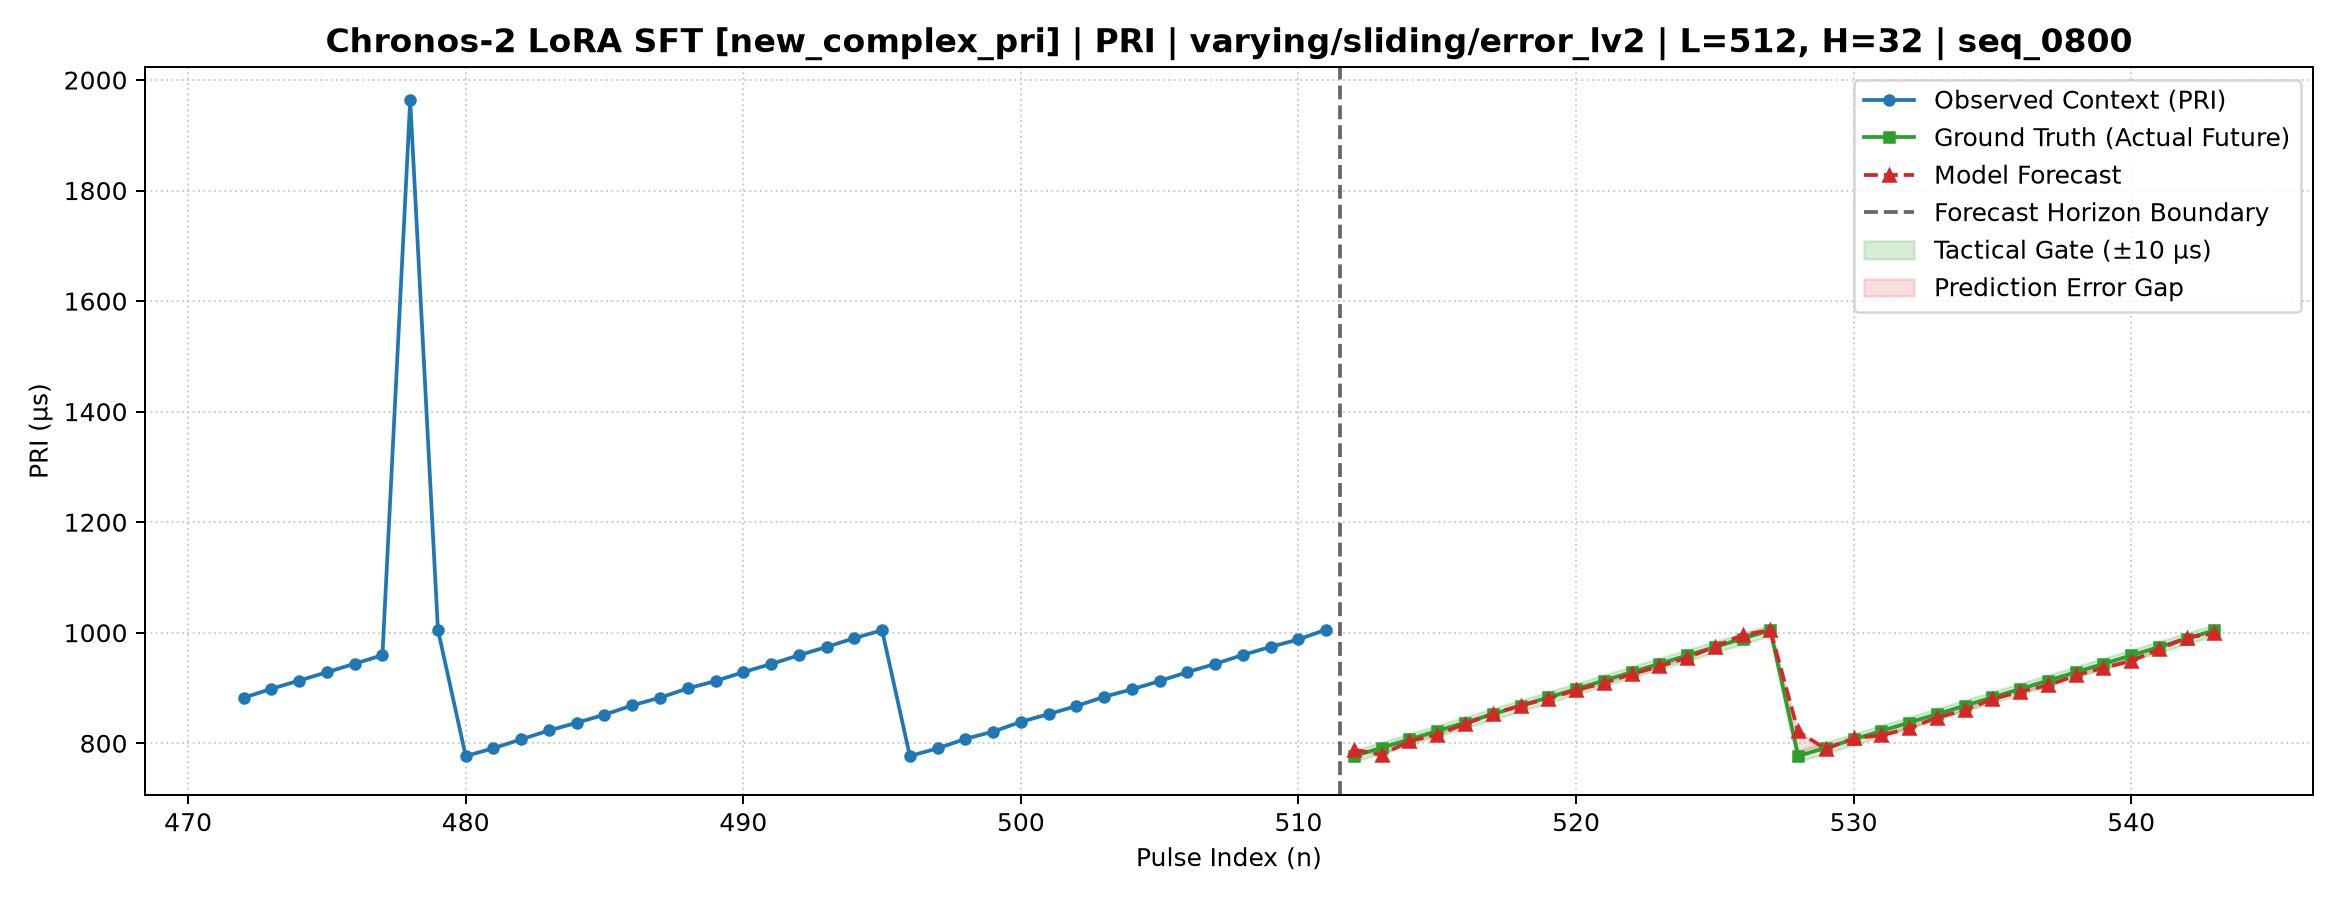 Chronos-2 LoRA SFT [new_complex_pri] | PRI | varying/sliding/error_lv2 | L=512, H=32 | seq_0800
Observed Context (PRI)
Ground Truth (Actual Future)
Model Forecast
Forecast Horizon Boundary
Tactical Gate (±10 μs)
Prediction Error Gap
PRI (μs)
2000
1800
1600
1400
1200
1000
800
470 480 490 500 510 520 530 540
Pulse Index (n)